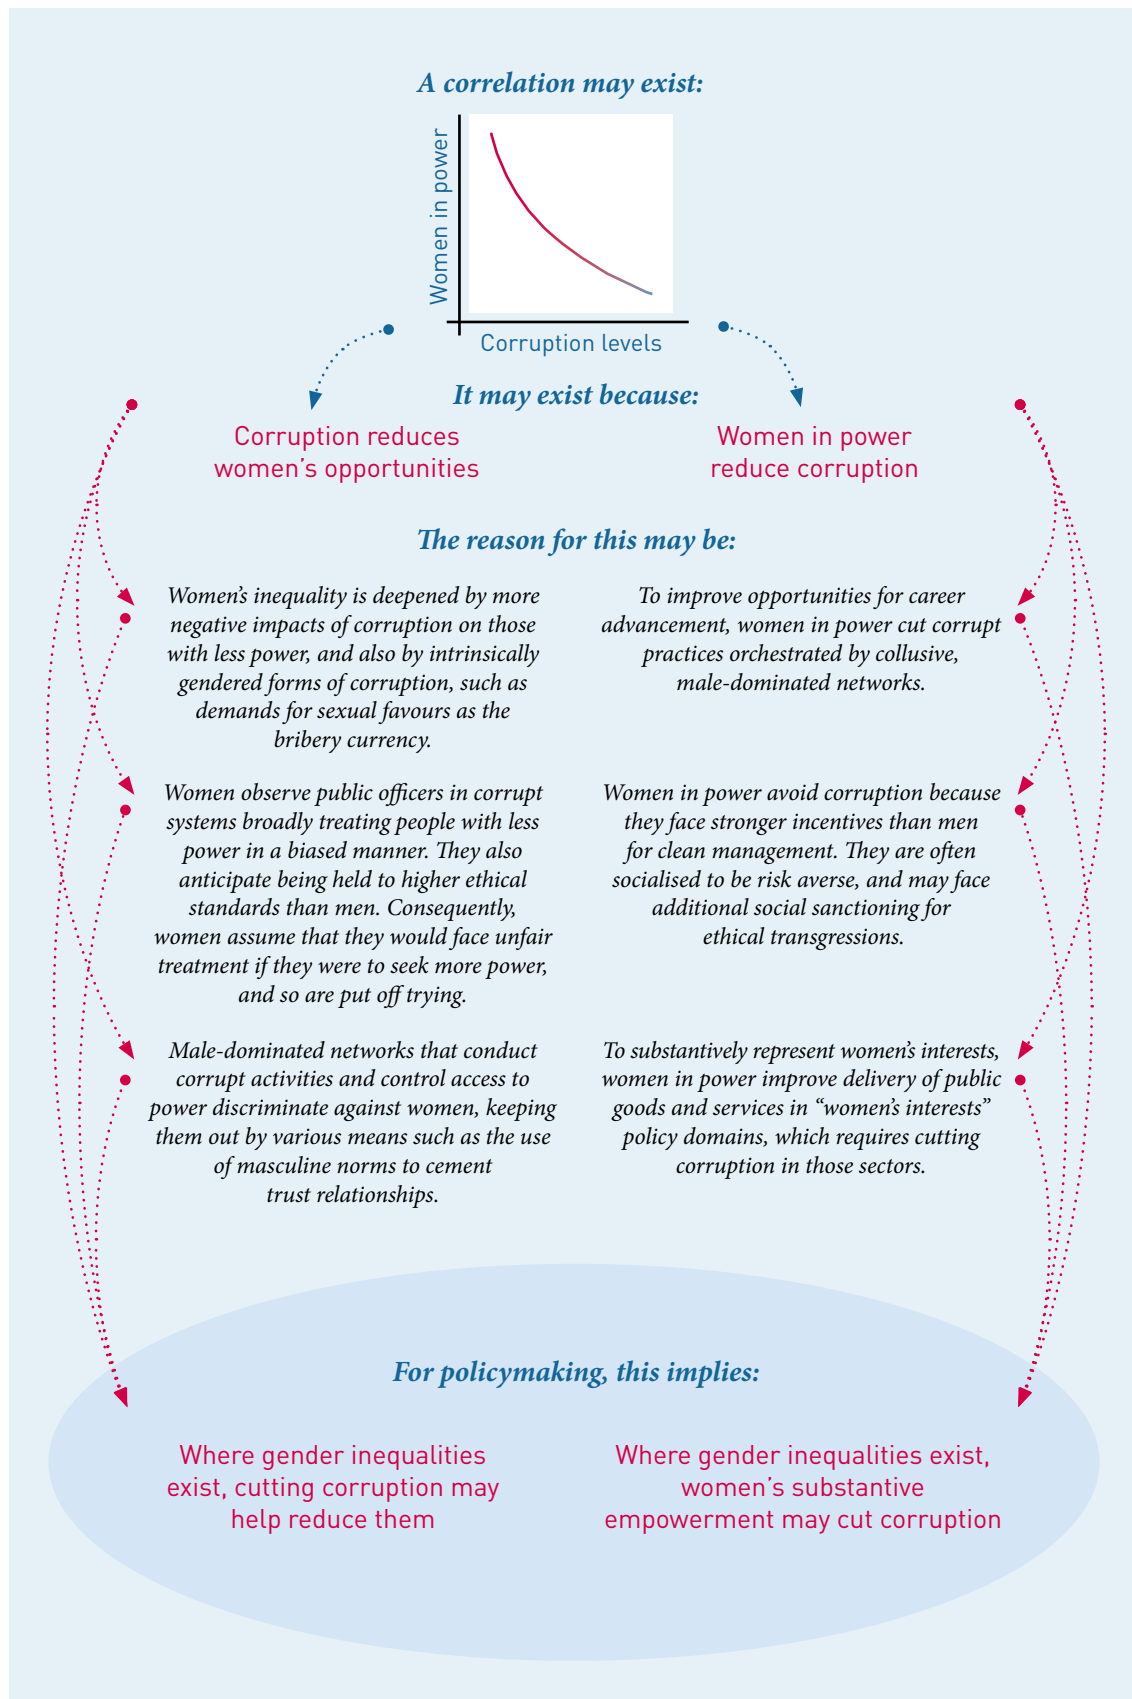 A correlation may exist:
Women in power
Corruption levels
It may exist because:
Corruption reduces
women’s opportunities
Women in power
reduce corruption
The reason for this may be:
Women’s inequality is deepened by more
negative impacts of corruption on those
with less power, and also by intrinsically
gendered forms of corruption, such as
demands for sexual favours as the
bribery currency.
To improve opportunities for career
advancement, women in power cut corrupt
practices orchestrated by collusive,
male-dominated networks.
Women observe public officers in corrupt
systems broadly treating people with less
power in a biased manner. They also
anticipate being held to higher ethical
standards than men. Consequently,
women assume that they would face unfair
treatment if they were to seek more power,
and so are put off trying.
Women in power avoid corruption because
they face stronger incentives than men
for clean management. They are often
socialised to be risk averse, and may face
additional social sanctioning for
ethical transgressions.
Male-dominated networks that conduct
corrupt activities and control access to
power discriminate against women, keeping
them out by various means such as the use
of masculine norms to cement
trust relationships.
To substantively represent women’s interests,
women in power improve delivery of public
goods and services in “women’s interests”
policy domains, which requires cutting
corruption in those sectors.
For policymaking, this implies:
Where gender inequalities
exist, cutting corruption may
help reduce them
Where gender inequalities exist,
women’s substantive
empowerment may cut corruption